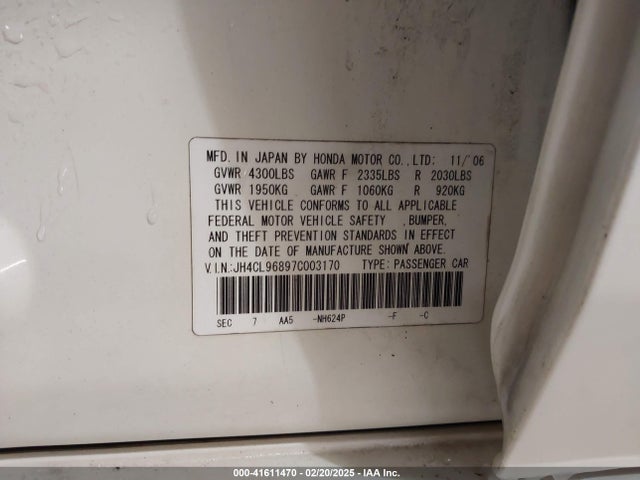 MFD. IN JAPAN BY HONDA MOTOR CO.,LTD: 11/'06
GVWR 4300LBS GAWR F 2335LBS R 2030LBS
GVWR 1950KG GAWR F 1060KG R 920KG
THIS VEHICLE CONFORMS TO ALL APPLICABLE
FEDERAL MOTOR VEHICLE SAFETY ,BUMPER,
AND THEFT PREVENTION STANDARDS IN EFFECT
ON THE DATE OF MANUFACTURE SHOWN ABOVE.
V.I.N.:JH4CL96897C003170 TYPE: PASSENGER CAR
SEC 7 AA5 -NH624P -F -C
000-41611470 - 02/20/2025 - IAA Inc.